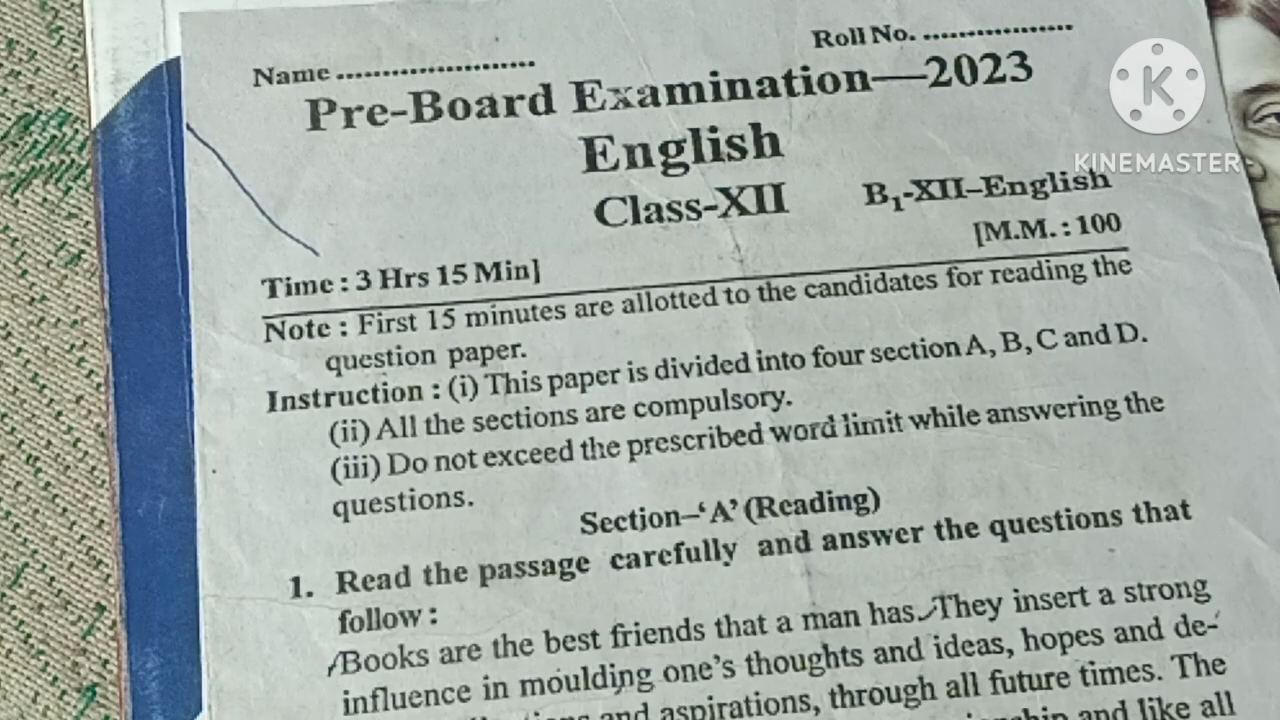 Roll No. ..................
Name ......................
Pre-Board Examination—2023
English
Class-XII
B1-XII-English
[M.M. : 100
Time : 3 Hrs 15 Min]
Note : First 15 minutes are allotted to the candidates for reading the
question paper.
Instruction : (i) This paper is divided into four section A, B, C and D.
(ii) All the sections are compulsory.
(iii) Do not exceed the prescribed word limit while answering the
questions.
Section–‘A’ (Reading)
1. Read the passage carefully and answer the questions that
follow :
Books are the best friends that a man has. They insert a strong
influence in moulding one’s thoughts and ideas, hopes and de-
and aspirations, through all future times. The
and like all
K
KINEMASTER